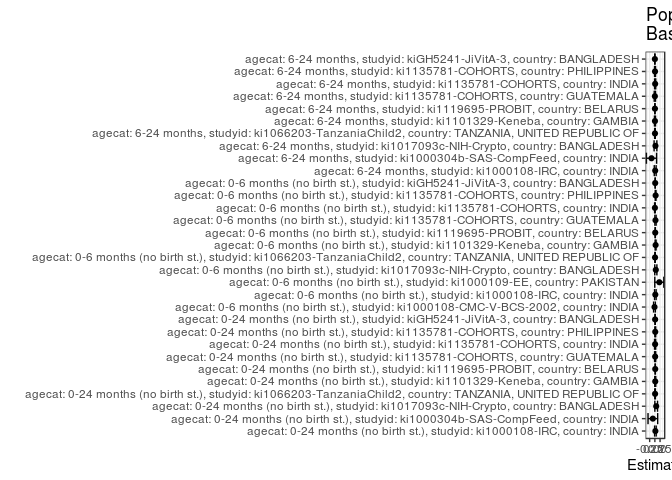 Pop
Bas
agecat: 6-24 months, studyid: kiGH5241-JiVitA-3, country: BANGLADESH
agecat: 6-24 months, studyid: ki1135781-COHORTS, country: PHILIPPINES
agecat: 6-24 months, studyid: ki1135781-COHORTS, country: INDIA
agecat: 6-24 months, studyid: ki1135781-COHORTS, country: GUATEMALA
agecat: 6-24 months, studyid: ki1119695-PROBIT, country: BELARUS
agecat: 6-24 months, studyid: ki1101329-Keneba, country: GAMBIA
agecat: 6-24 months, studyid: ki1066203-TanzaniaChild2, country: TANZANIA, UNITED REPUBLIC OF
agecat: 6-24 months, studyid: ki1017093c-NIH-Crypto, country: BANGLADESH
agecat: 6-24 months, studyid: ki1000304b-SAS-CompFeed, country: INDIA
agecat: 6-24 months, studyid: ki1000108-IRC, country: INDIA
agecat: 0-6 months (no birth st.), studyid: kiGH5241-JiVitA-3, country: BANGLADESH
agecat: 0-6 months (no birth st.), studyid: ki1135781-COHORTS, country: PHILIPPINES
agecat: 0-6 months (no birth st.), studyid: ki1135781-COHORTS, country: INDIA
agecat: 0-6 months (no birth st.), studyid: ki1135781-COHORTS, country: GUATEMALA
agecat: 0-6 months (no birth st.), studyid: ki1119695-PROBIT, country: BELARUS
agecat: 0-6 months (no birth st.), studyid: ki1101329-Keneba, country: GAMBIA
agecat: 0-6 months (no birth st.), studyid: ki1066203-TanzaniaChild2, country: TANZANIA, UNITED REPUBLIC OF
agecat: 0-6 months (no birth st.), studyid: ki1017093c-NIH-Crypto, country: BANGLADESH
agecat: 0-6 months (no birth st.), studyid: ki1000109-EE, country: PAKISTAN
agecat: 0-6 months (no birth st.), studyid: ki1000108-IRC, country: INDIA
agecat: 0-6 months (no birth st.), studyid: ki1000108-CMC-V-BCS-2002, country: INDIA
agecat: 0-24 months (no birth st.), studyid: kiGH5241-JiVitA-3, country: BANGLADESH
agecat: 0-24 months (no birth st.), studyid: ki1135781-COHORTS, country: PHILIPPINES
agecat: 0-24 months (no birth st.), studyid: ki1135781-COHORTS, country: INDIA
agecat: 0-24 months (no birth st.), studyid: ki1135781-COHORTS, country: GUATEMALA
agecat: 0-24 months (no birth st.), studyid: ki1119695-PROBIT, country: BELARUS
agecat: 0-24 months (no birth st.), studyid: ki1101329-Keneba, country: GAMBIA
agecat: 0-24 months (no birth st.), studyid: ki1066203-TanzaniaChild2, country: TANZANIA, UNITED REPUBLIC OF
agecat: 0-24 months (no birth st.), studyid: ki1017093c-NIH-Crypto, country: BANGLADESH
agecat: 0-24 months (no birth st.), studyid: ki1000304b-SAS-CompFeed, country: INDIA
agecat: 0-24 months (no birth st.), studyid: ki1000108-IRC, country: INDIA
Estima